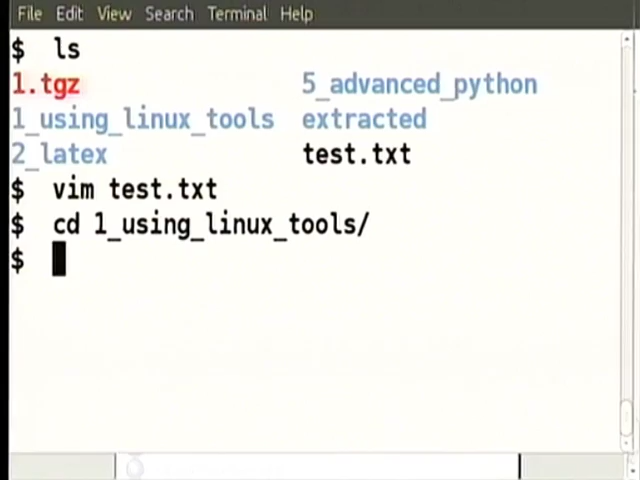 File Edit View Search Terminal Help
$ ls
1.tgz 5_advanced_python
1_using_linux_tools extracted
2_latex test.txt
$ vim test.txt
$ cd 1_using_linux_tools/
$